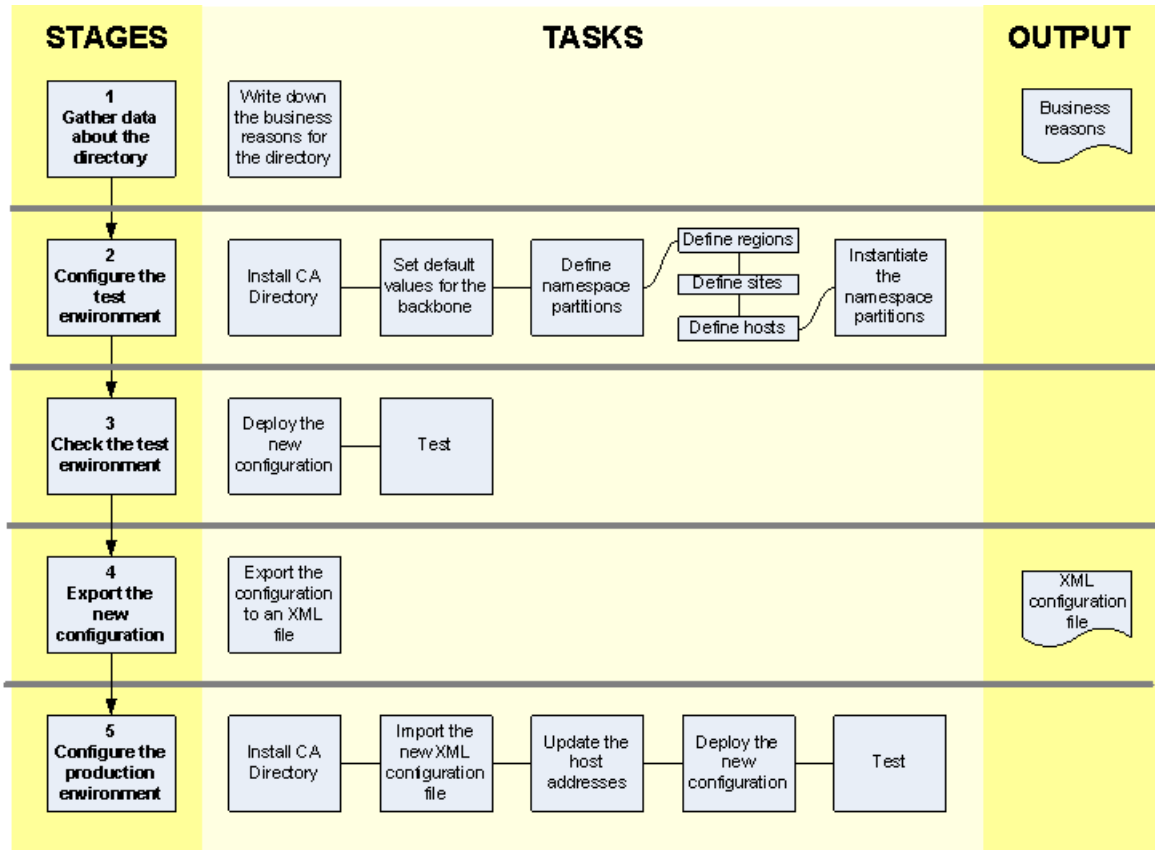 STAGES
TASKS
OUTPUT
1
Gather data
about the
directory
Write down
the business
reasons for
the directory
Business
reasons
2
Configure the
test
environment
Install CA
Directory
Set default
values for the
backbone
Define
namespace
partitions
Define regions
Define sites
Define hosts
Instantiate
the
namespace
partitions
3
Check the test
environment
Deploy the
new
configuration
Test
4
Export the
new
configuration
Export the
configuration
to an XML
file
XML
configuration
file
5
Configure the
production
environment
Install CA
Directory
Import the
new XML
configuration
file
Update the
host
addresses
Deploy the
new
configuration
Test